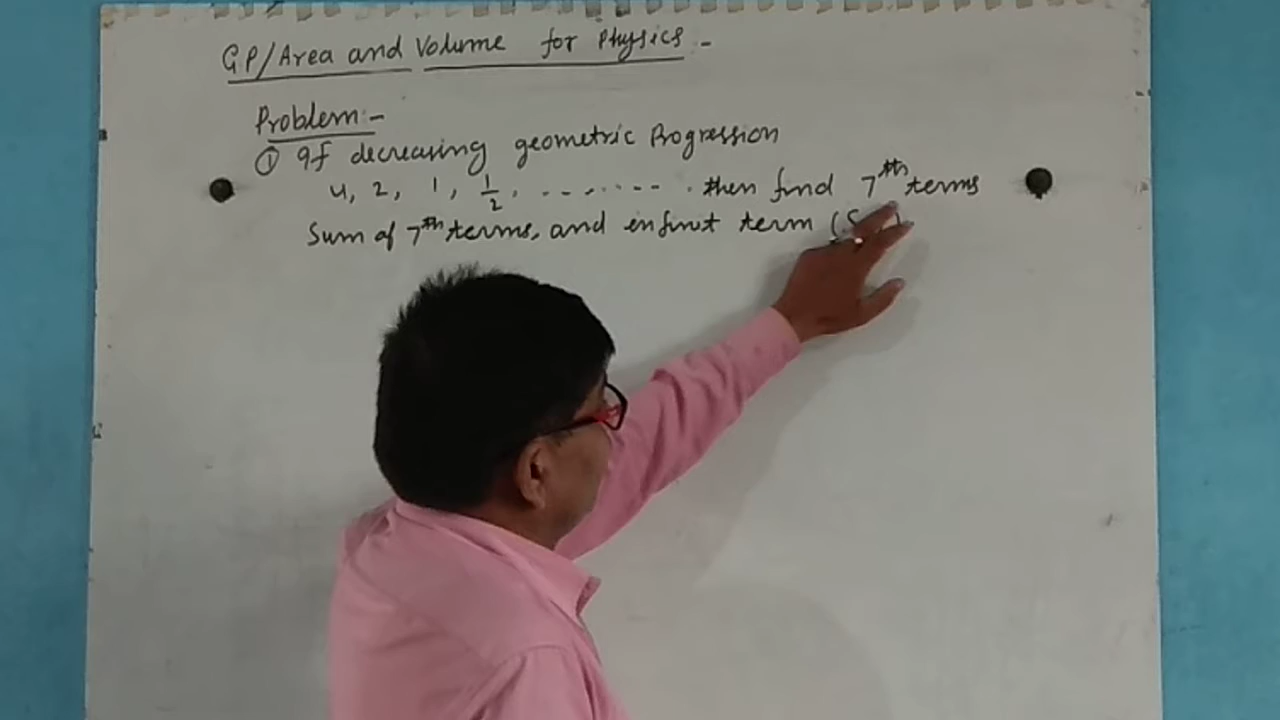 GP/Area and Volume for Physics -
Problem:-
① If decreasing geometric Progression
4, 2, 1, 1/2, - - - - - - - . then find 7th terms
Sum of 7th terms, and infinit term (S